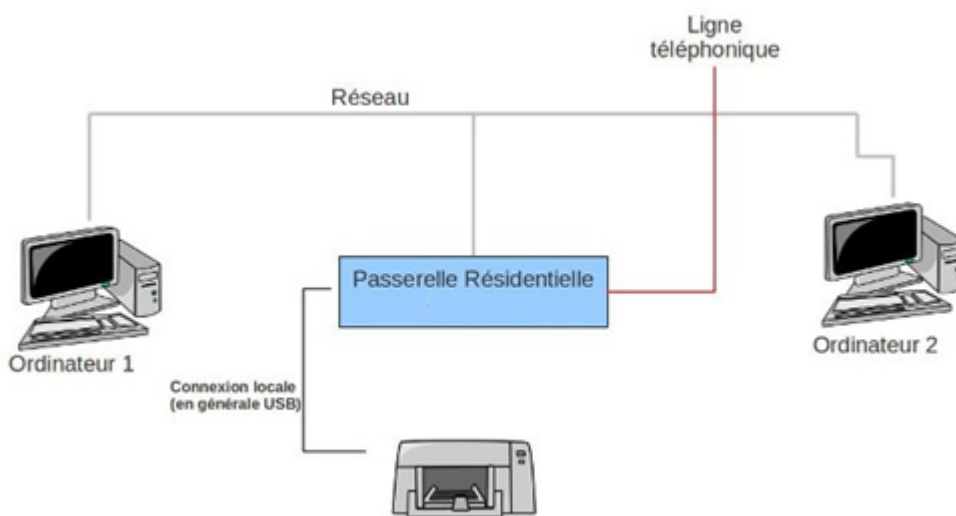 Ligne
téléphonique
Réseau
Passerelle Résidentielle
Ordinateur 1
Ordinateur 2
Connexion locale
(en générale USB)